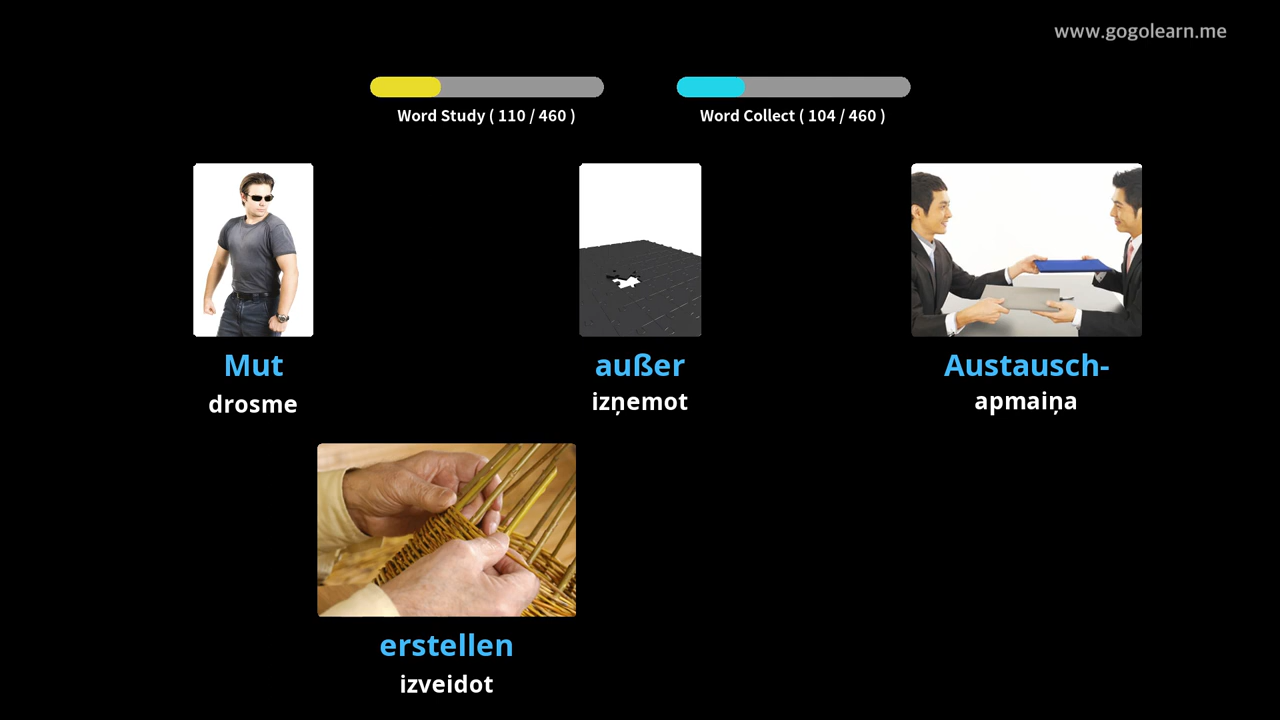 www.gogolearn.me
Word Study ( 110 / 460 )
Word Collect ( 104 / 460 )
Mut
drosme
außer
izņemot
Austausch-
apmaiņa
erstellen
izveidot